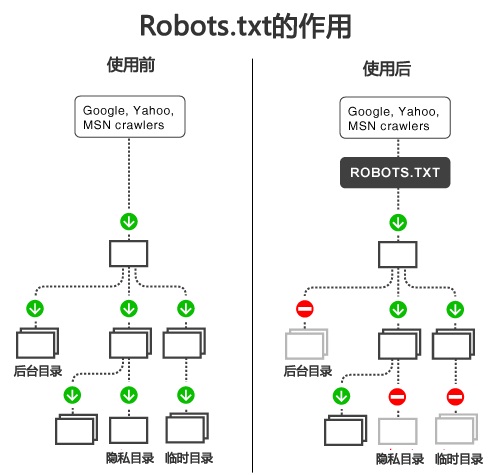 Robots.txt的作用
使用前
Google, Yahoo,
MSN crawlers
后台目录
隐私目录
临时目录
使用后
Google, Yahoo,
MSN crawlers
ROBOTS.TXT
后台目录
隐私目录
临时目录